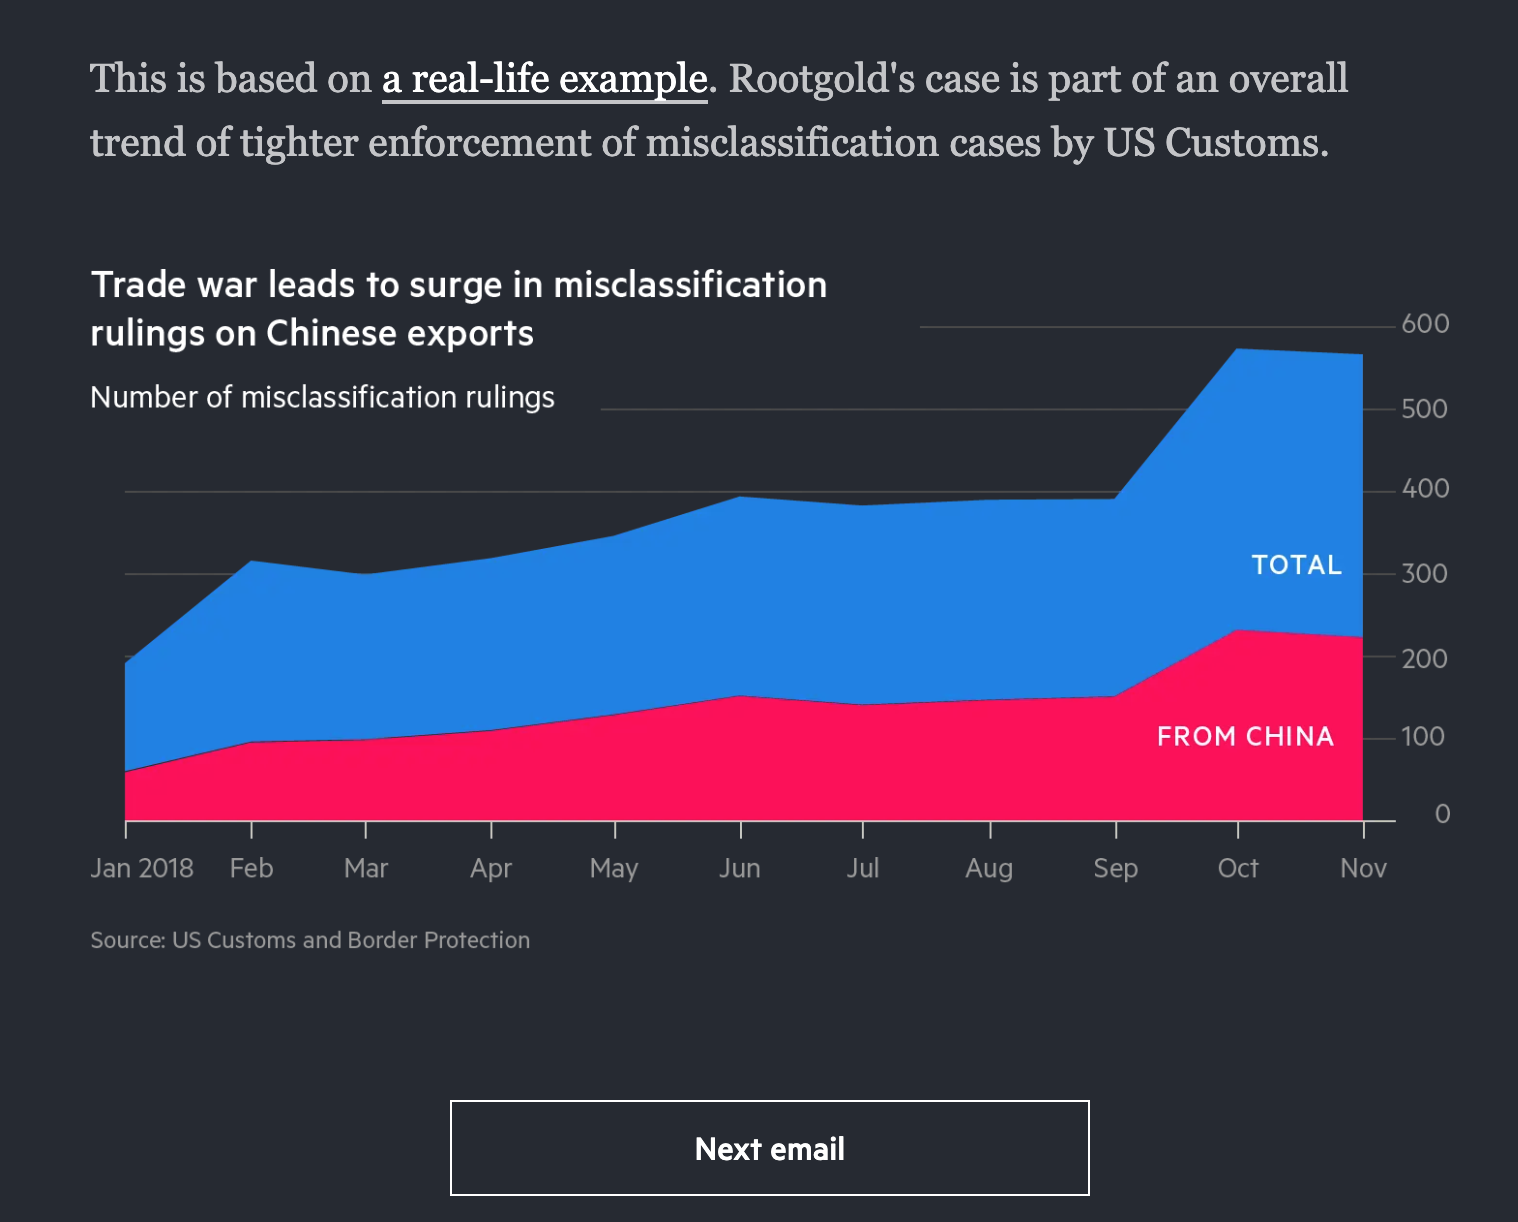 This is based on a real-life example. Rootgold's case is part of an overall
trend of tighter enforcement of misclassification cases by US Customs.
Trade war leads to surge in misclassification
rulings on Chinese exports
Number of misclassification rulings
600
500
400
300
200
100
0
TOTAL
FROM CHINA
Jan 2018 Feb Mar Apr May Jun Jul Aug Sep Oct Nov
Source: US Customs and Border Protection
Next email